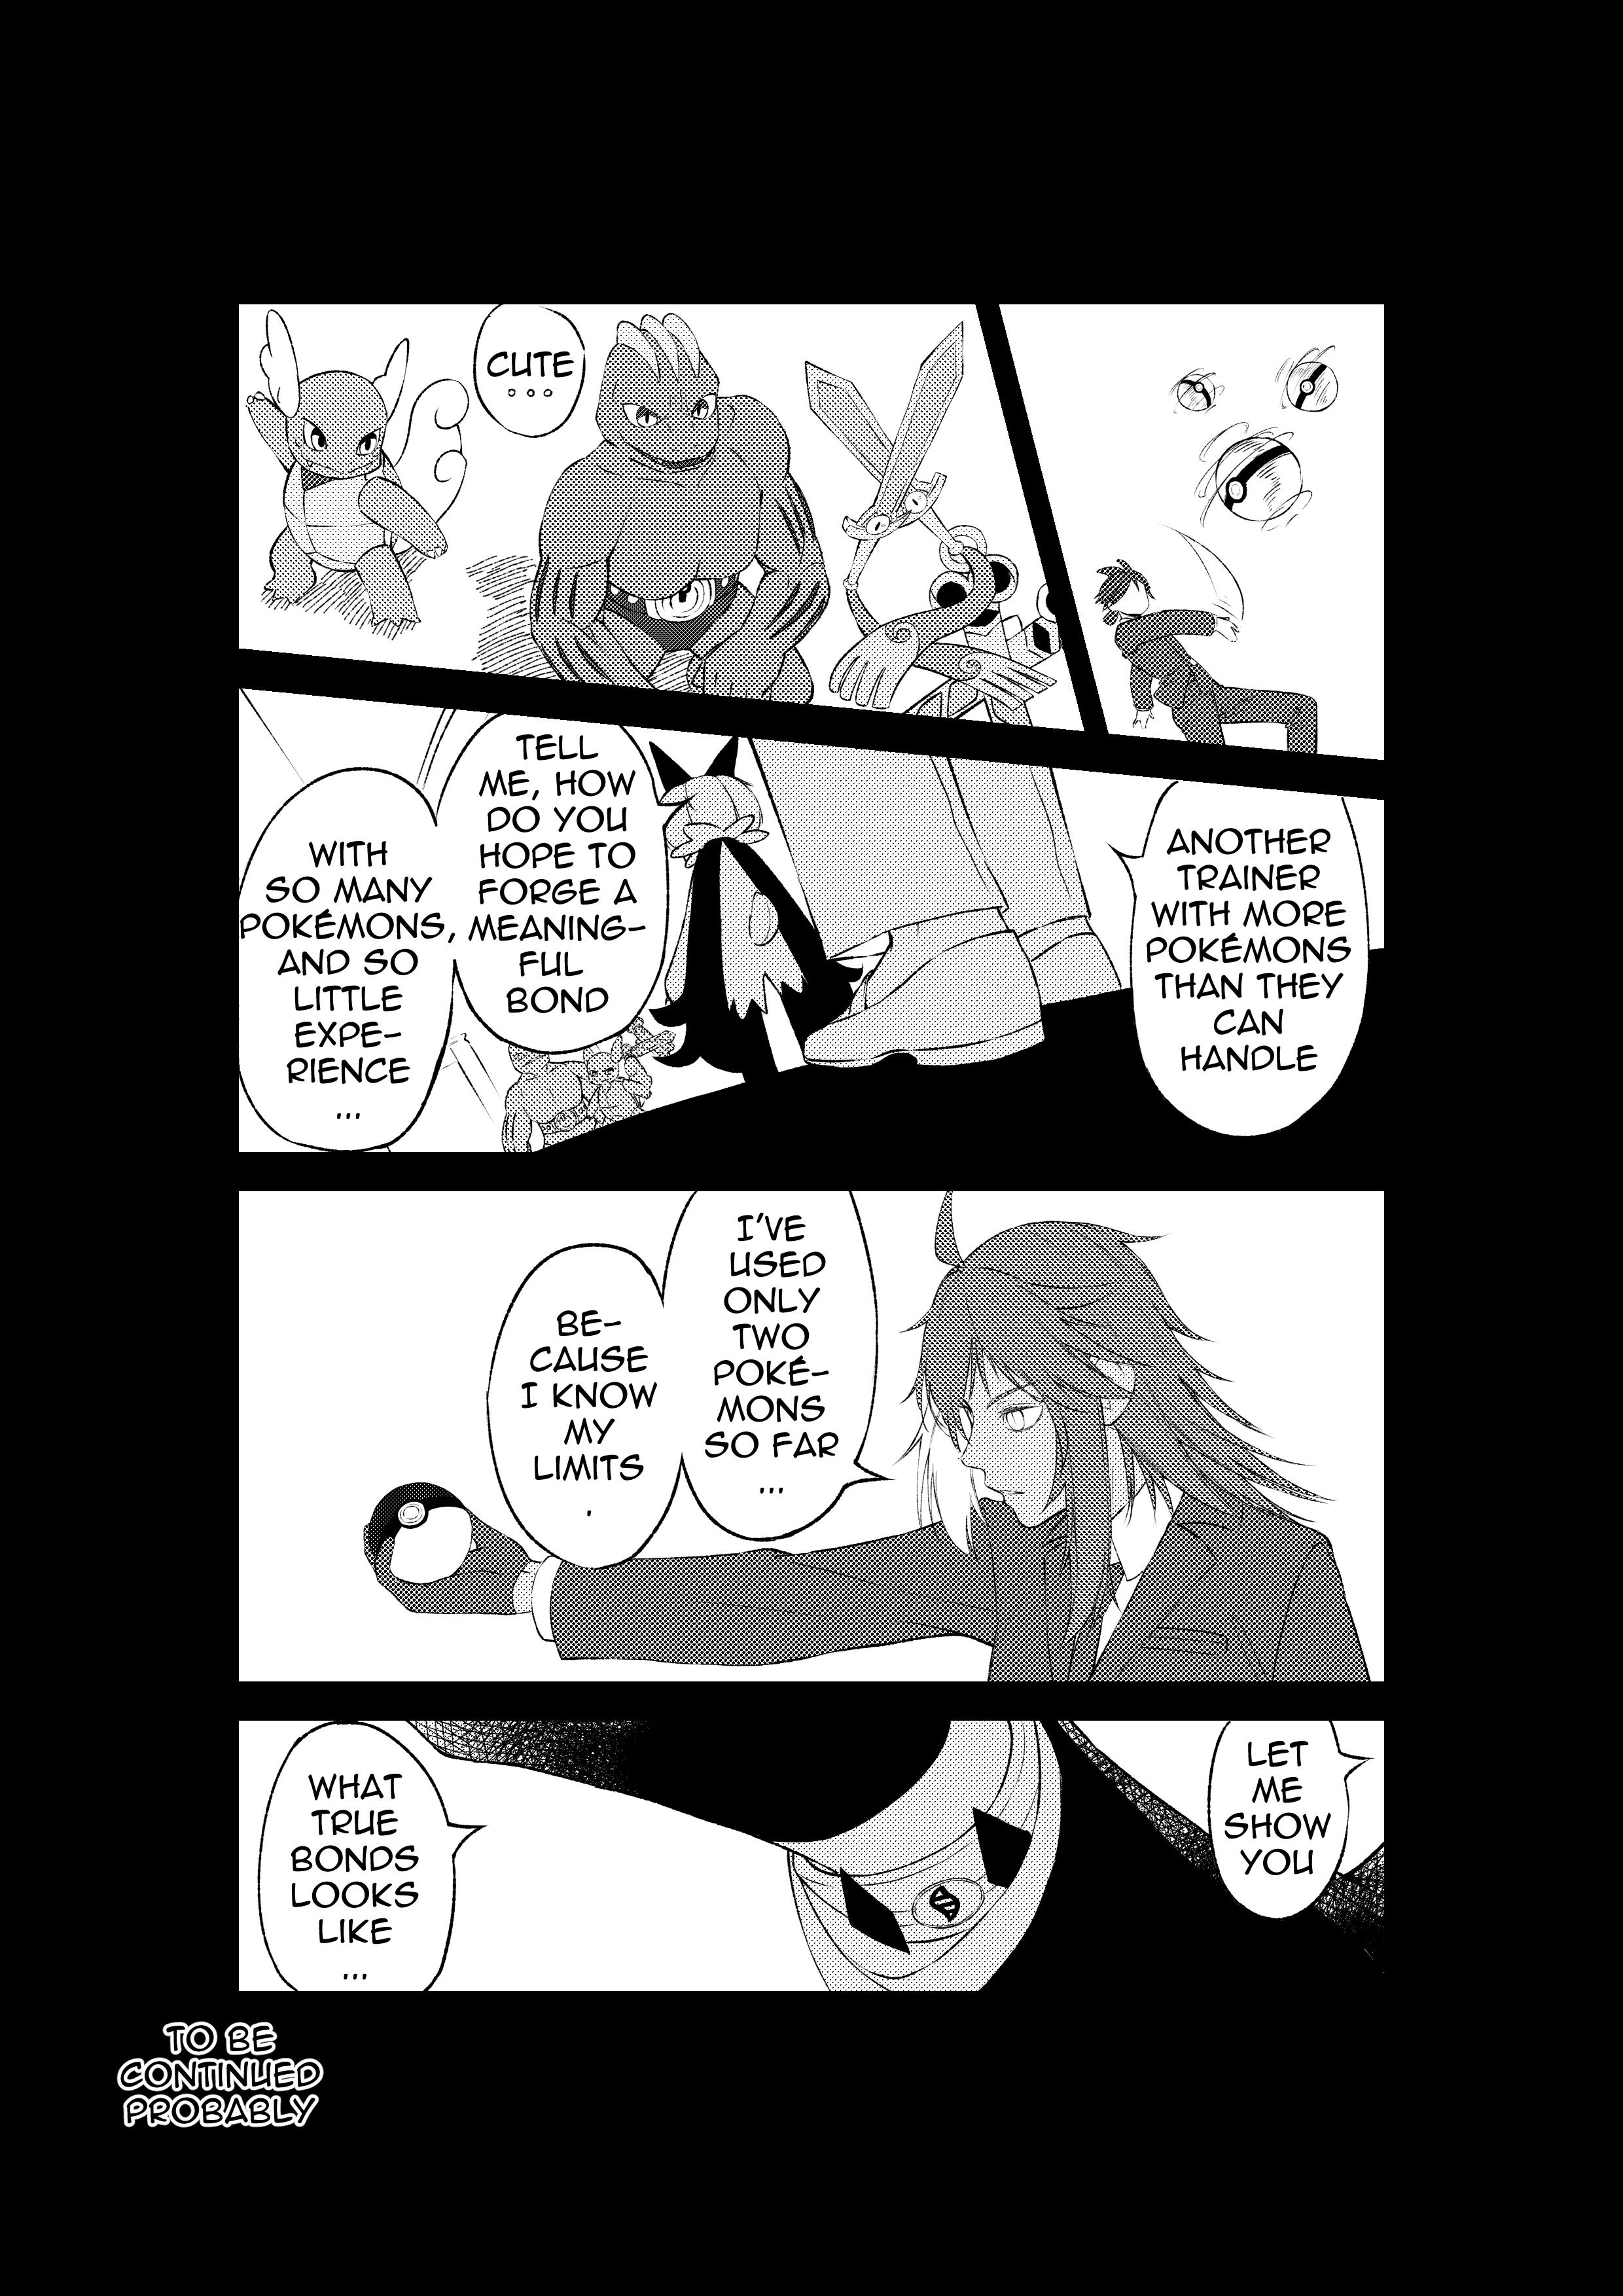 CUTE
...
ANOTHER
TRAINER
WITH MORE
POKÉMONS
THAN THEY
CAN
HANDLE
TELL
ME, HOW
DO YOU
HOPE TO
FORGE A
MEANING-
FUL
BOND
WITH
SO MANY
POKÉMONS,
AND SO
LITTLE
EXPE-
RIENCE
...
I'VE
USED
ONLY
TWO
POKÉ-
MONS
SO FAR
...
BE-
CAUSE
I KNOW
MY
LIMITS
.
LET
ME
SHOW
YOU
WHAT
TRUE
BONDS
LOOKS
LIKE
...
TO BE
CONTINUED
PROBABLY